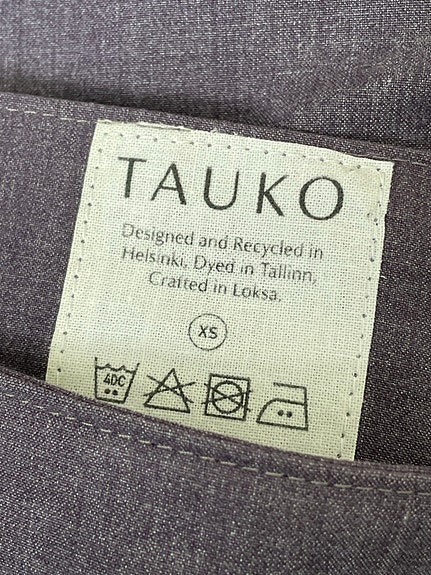 TAUKO
Designed and Recycled in
Helsinki, Dyed in Tallinn,
Crafted in Loksa.
XS
40C